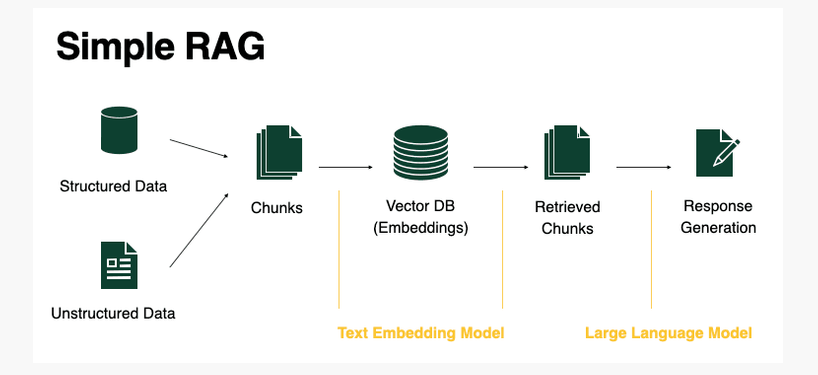 Simple RAG
Structured Data
Unstructured Data
Chunks
Vector DB
(Embeddings)
Retrieved
Chunks
Response
Generation
Text Embedding Model
Large Language Model